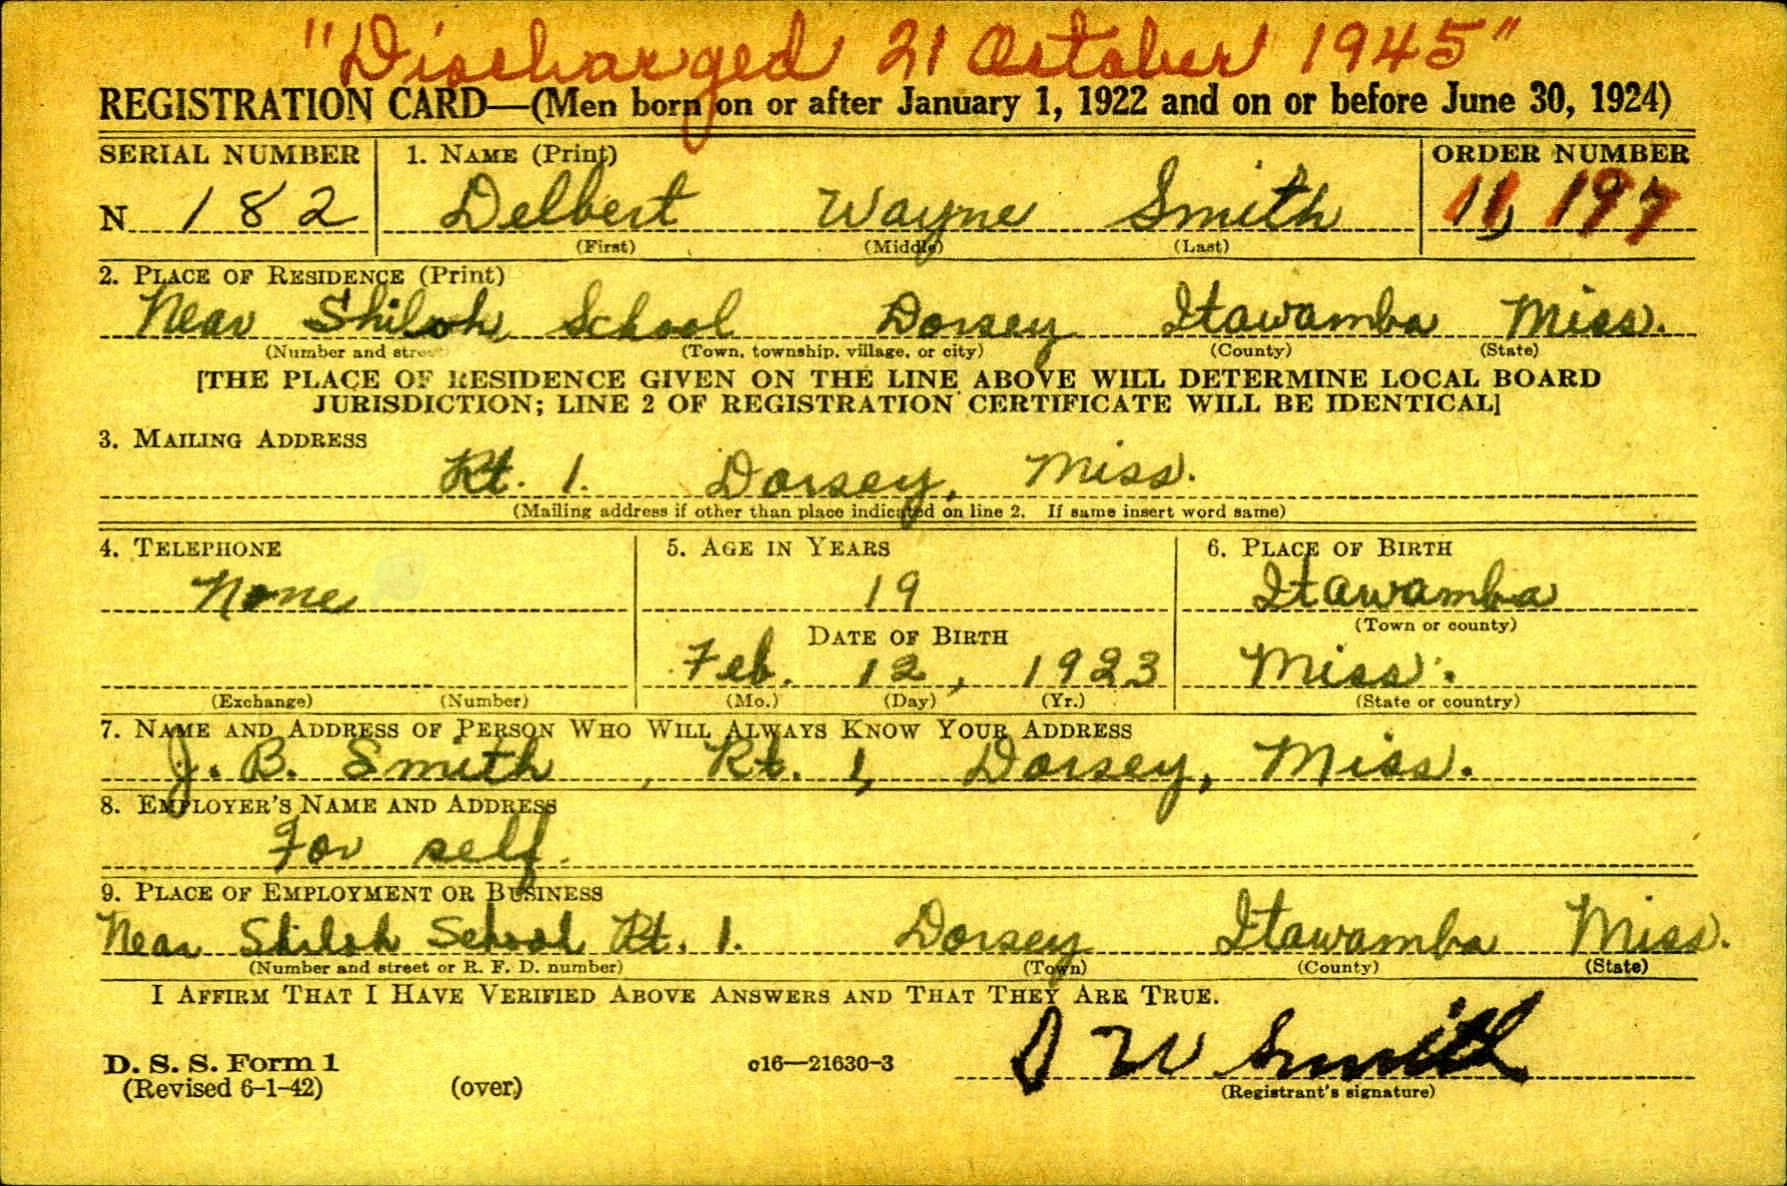 "Discharged 21 October 1945"
REGISTRATION CARD—(Men born on or after January 1, 1922 and on or before June 30, 1924)
SERIAL NUMBER 1. NAME (Print) ORDER NUMBER
N 182 Delbert Wayne Smith 11,197
(First) (Middle) (Last)
2. PLACE OF RESIDENCE (Print)
Near Shiloh School Dorsey Itawamba Miss.
(Number and street) (Town, township, village, or city) (County) (State)
[THE PLACE OF RESIDENCE GIVEN ON THE LINE ABOVE WILL DETERMINE LOCAL BOARD
JURISDICTION; LINE 2 OF REGISTRATION CERTIFICATE WILL BE IDENTICAL]
3. MAILING ADDRESS
Rt. 1. Dorsey, Miss.
(Mailing address if other than place indicated on line 2. If same insert word same)
4. TELEPHONE 5. AGE IN YEARS 6. PLACE OF BIRTH
None 19 Itawamba
(Town or county)
DATE OF BIRTH
Feb. 12, 1923 Miss.
(Exchange) (Number) (Mo.) (Day) (Yr.) (State or country)
7. NAME AND ADDRESS OF PERSON WHO WILL ALWAYS KNOW YOUR ADDRESS
J. B. Smith, Rt. 1, Dorsey, Miss.
8. EMPLOYER'S NAME AND ADDRESS
For self.
9. PLACE OF EMPLOYMENT OR BUSINESS
Near Shiloh School Rt. 1. Dorsey Itawamba Miss.
(Number and street or R. F. D. number) (Town) (County) (State)
I AFFIRM THAT I HAVE VERIFIED ABOVE ANSWERS AND THAT THEY ARE TRUE.
D W Smith
D. S. S. Form 1 c16—21630-3
(Revised 6-1-42) (over) (Registrant's signature)